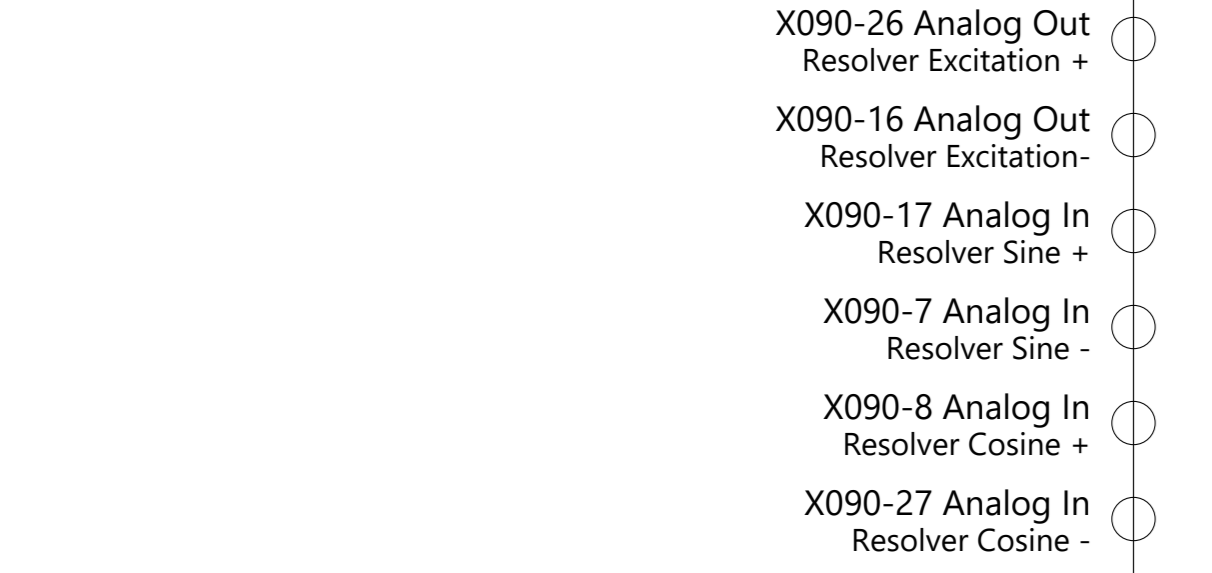 X090-26 Analog Out
Resolver Excitation +
X090-16 Analog Out
Resolver Excitation-
X090-17 Analog In
Resolver Sine +
X090-7 Analog In
Resolver Sine -
X090-8 Analog In
Resolver Cosine +
X090-27 Analog In
Resolver Cosine -